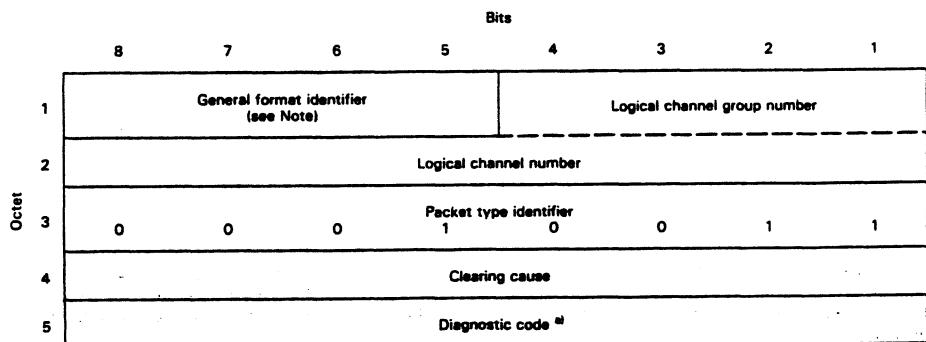 Bits
8 7 6 5 4 3 2 1
Octet
1 General format identifier (see Note) Logical channel group number
2 Logical channel number
3 Packet type identifier
0 0 0 1 0 0 1 1
4 Clearing cause
5 Diagnostic code a)